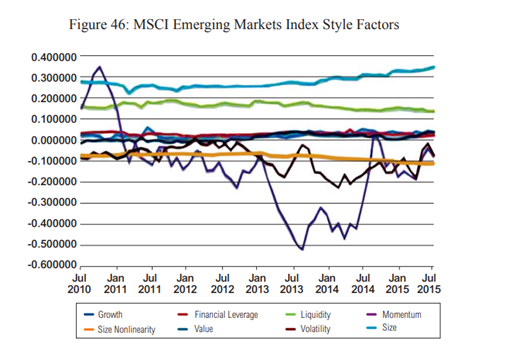 Figure 46: MSCI Emerging Markets Index Style Factors
0.400000
0.300000
0.200000
0.100000
0.000000
-0.100000
-0.200000
-0.300000
-0.400000
-0.500000
-0.600000
Jul Jan Jul Jan Jul Jan Jul Jan Jul Jan Jul
2010 2011 2011 2012 2012 2013 2013 2014 2014 2015 2015
Growth Financial Leverage Liquidity Momentum
Size Nonlinearity Value Volatility Size